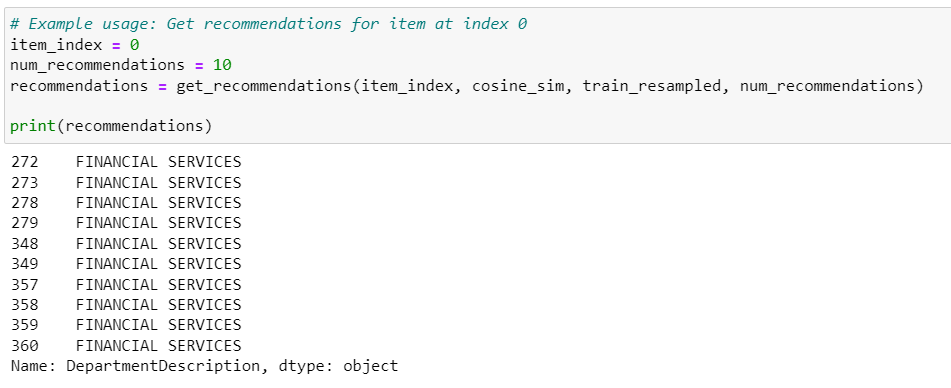 # Example usage: Get recommendations for item at index 0
item_index = 0
num_recommendations = 10
recommendations = get_recommendations(item_index, cosine_sim, train_resampled, num_recommendations)
print(recommendations)
272    FINANCIAL SERVICES
273    FINANCIAL SERVICES
278    FINANCIAL SERVICES
279    FINANCIAL SERVICES
348    FINANCIAL SERVICES
349    FINANCIAL SERVICES
357    FINANCIAL SERVICES
358    FINANCIAL SERVICES
359    FINANCIAL SERVICES
360    FINANCIAL SERVICES
Name: DepartmentDescription, dtype: object